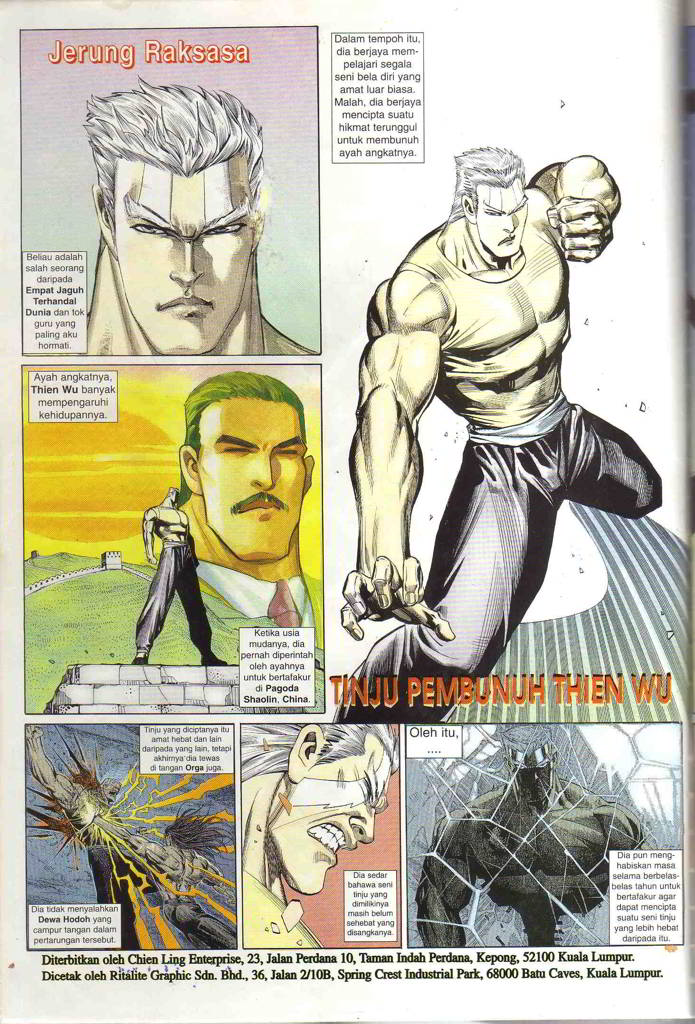 Jerung Raksasa
Beliau adalah
salah seorang
daripada
Empat Jaguh
Terhandal
Dunia dan tok
guru yang
paling aku
hormati.
Dalam tempoh itu,
dia berjaya mem-
pelajari segala
seni bela diri yang
amat luar biasa.
Malah, dia berjaya
mencipta suatu
hikmat terunggul
untuk membunuh
ayah angkatnya.
Ayah angkatnya,
Thien Wu banyak
mempengaruhi
kehidupannya.
Ketika usia
mudanya, dia
pernah diperintah
oleh ayahnya
untuk bertafakur
di Pagoda
Shaolin, China.
TINJU PEMBUNUH THIEN WU
Tinju yang diciptanya itu
amat hebat dan lain
daripada yang lain, tetapi
akhirnya dia tewas
di tangan Orga juga.
Dia tidak menyalahkan
Dewa Hodoh yang
campur tangan dalam
pertarungan tersebut.
Dia sedar
bahawa seni
tinju yang
dimilikinya
masih belum
sehebat yang
disangkanya.
Oleh itu,
....
Dia pun meng-
habiskan masa
selama berbelas-
belas tahun untuk
bertafakur agar
dapat mencipta
suatu seni tinju
yang lebih hebat
daripada itu.
Diterbitkan oleh Chien Ling Enterprise, 23, Jalan Perdana 10, Taman Indah Perdana, Kepong, 52100 Kuala Lumpur.
Dicetak oleh Ritalite Graphic Sdn. Bhd., 36, Jalan 2/10B, Spring Crest Industrial Park, 68000 Batu Caves, Kuala Lumpur.